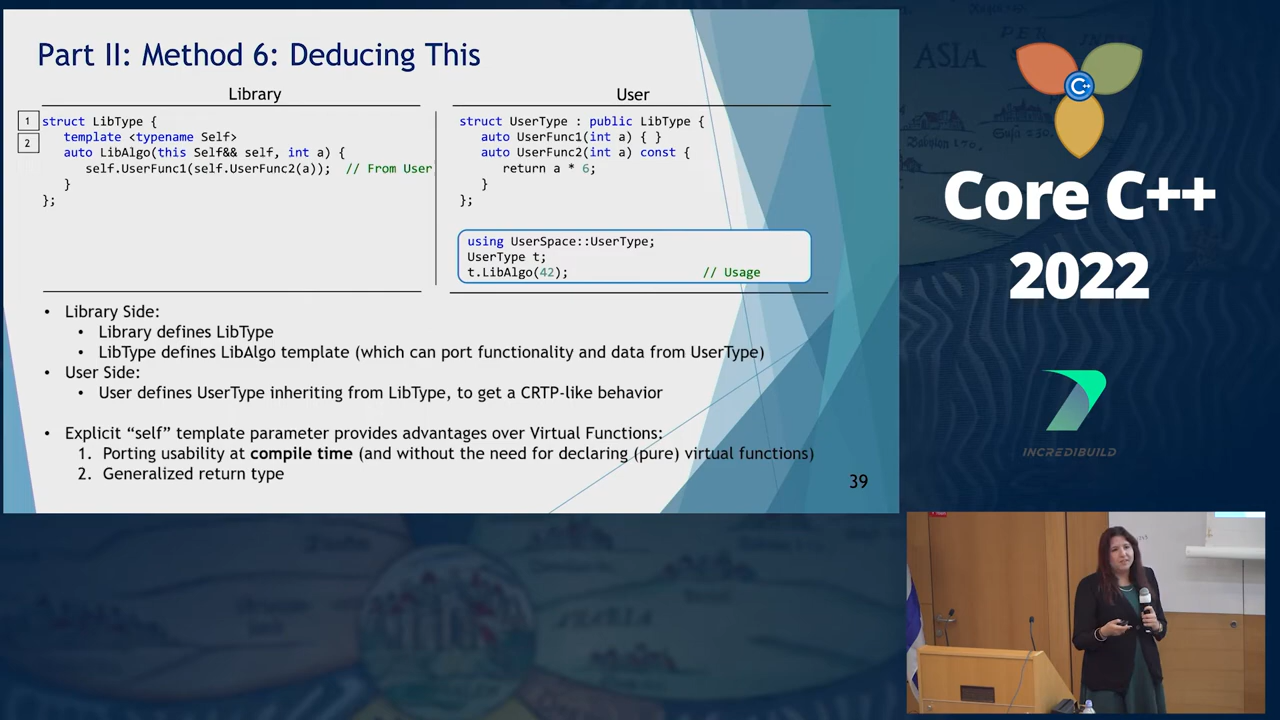 Part II: Method 6: Deducing This
Library
1
2
struct LibType {
template <typename Self>
auto LibAlgo(this Self&& self, int a) {
self.UserFunc1(self.UserFunc2(a)); // From User
}
};
User
struct UserType : public LibType {
auto UserFunc1(int a) { }
auto UserFunc2(int a) const {
return a * 6;
}
};
using UserSpace::UserType;
UserType t;
t.LibAlgo(42); // Usage
• Library Side:
• Library defines LibType
• LibType defines LibAlgo template (which can port functionality and data from UserType)
• User Side:
• User defines UserType inheriting from LibType, to get a CRTP-like behavior
• Explicit “self” template parameter provides advantages over Virtual Functions:
1. Porting usability at compile time (and without the need for declaring (pure) virtual functions)
2. Generalized return type
39
ASIA
C++
Core C++
2022
INCREDIBUILD